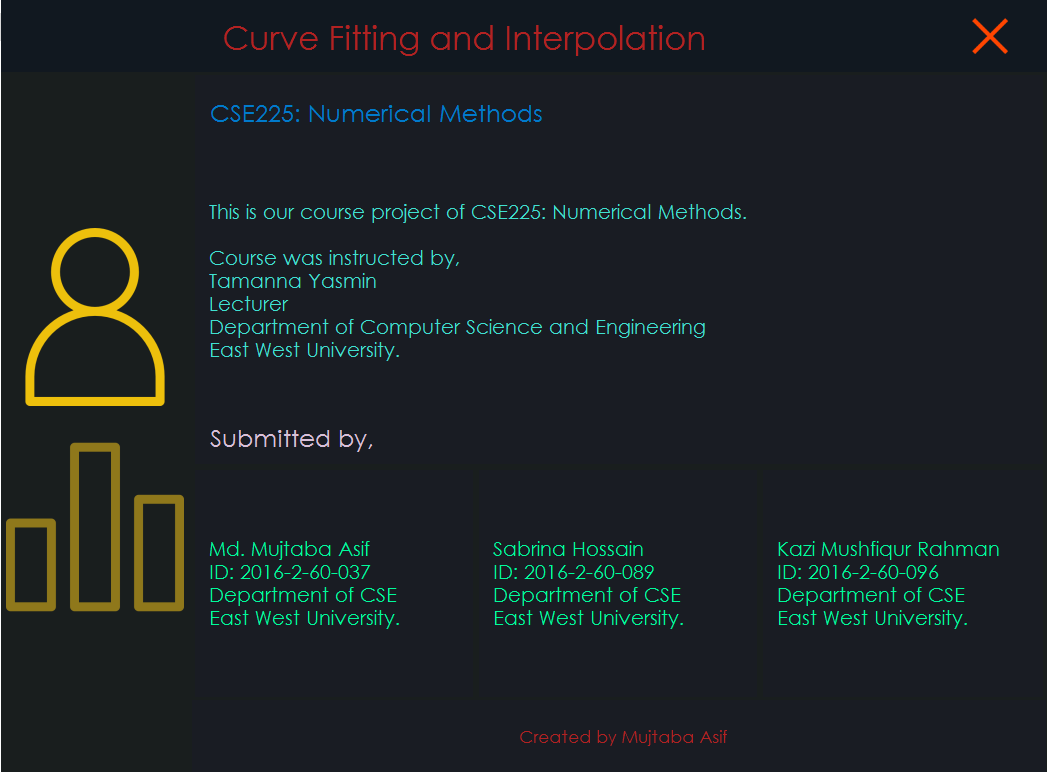 Curve Fitting and Interpolation
CSE225: Numerical Methods
This is our course project of CSE225: Numerical Methods.
Course was instructed by,
Tamanna Yasmin
Lecturer
Department of Computer Science and Engineering
East West University.
Submitted by,
Md. Mujtaba Asif
ID: 2016-2-60-037
Department of CSE
East West University.
Sabrina Hossain
ID: 2016-2-60-089
Department of CSE
East West University.
Kazi Mushfiqur Rahman
ID: 2016-2-60-096
Department of CSE
East West University.
Created by Mujtaba Asif